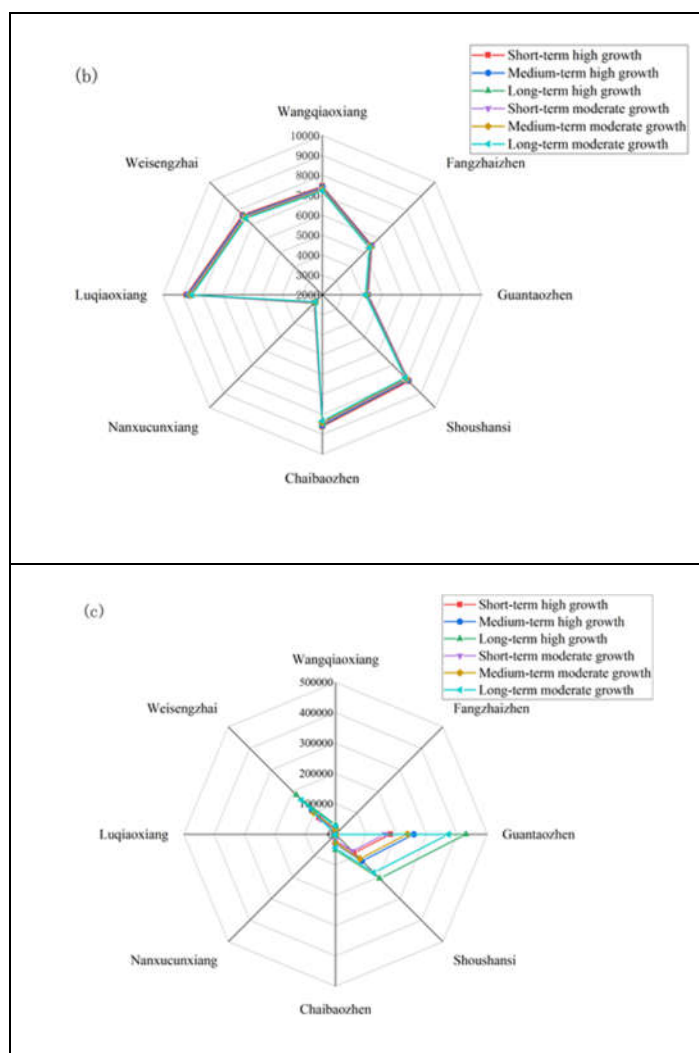 (b)
Short-term high growth
Medium-term high growth
Long-term high growth
Short-term moderate growth
Medium-term moderate growth
Long-term moderate growth
Wangqiaoxiang
10000
9000
8000
7000
6000
5000
4000
3000
2000
Weisengzhai
Fangzhaizhen
Luqiaoxiang
Guantaozhen
Nanxucunxiang
Shoushansi
Chaibaozhen
(c)
Short-term high growth
Medium-term high growth
Long-term high growth
Short-term moderate growth
Medium-term moderate growth
Long-term moderate growth
Wangqiaoxiang
500000
400000
300000
200000
100000
Weisengzhai
Fangzhaizhen
Luqiaoxiang
Guantaozhen
Nanxucunxiang
Shoushansi
Chaibaozhen